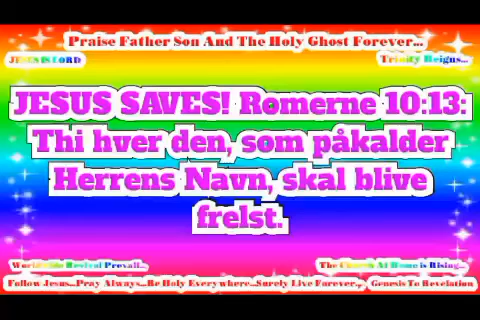 Praise Father Son And The Holy Ghost Forever...
JESUS IS LORD
Trinity Reigns...
JESUS SAVES! Romerne 10:13:
Thi hver den, som påkalder
Herrens Navn, skal blive
frelst.
Worldwide Revival Prevail...
The Church At Home is Rising...
Follow Jesus...Pray Always...Be Holy Everywhere...Surely Live Forever...
Genesis To Revelation